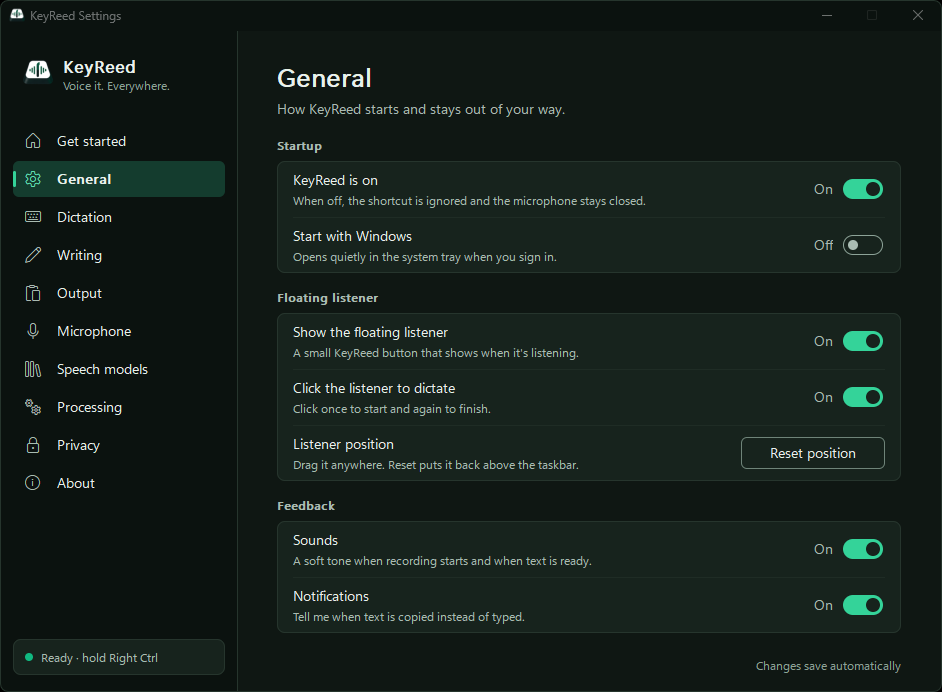 KeyReed Settings
KeyReed
Voice it. Everywhere.
Get started
General
Dictation
Writing
Output
Microphone
Speech models
Processing
Privacy
About
Ready · hold Right Ctrl
General
How KeyReed starts and stays out of your way.
Startup
KeyReed is on
When off, the shortcut is ignored and the microphone stays closed.
On
Start with Windows
Opens quietly in the system tray when you sign in.
Off
Floating listener
Show the floating listener
A small KeyReed button that shows when it's listening.
On
Click the listener to dictate
Click once to start and again to finish.
On
Listener position
Drag it anywhere. Reset puts it back above the taskbar.
Reset position
Feedback
Sounds
A soft tone when recording starts and when text is ready.
On
Notifications
Tell me when text is copied instead of typed.
On
Changes save automatically